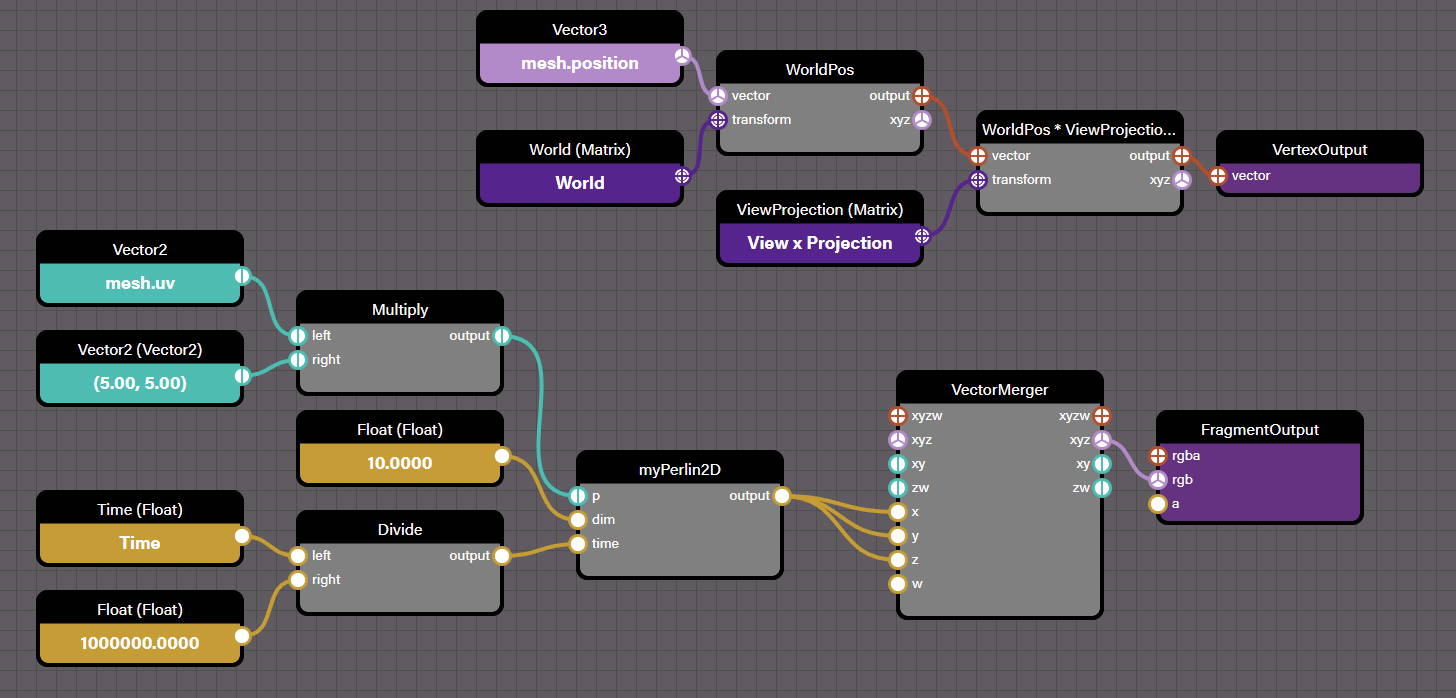 Vector3
mesh.position
World (Matrix)
World
WorldPos
vector output
transform xyz
ViewProjection (Matrix)
View x Projection
WorldPos * ViewProjectio...
vector output
transform xyz
VertexOutput
vector
Vector2
mesh.uv
Vector2 (Vector2)
(5.00, 5.00)
Multiply
left output
right
Float (Float)
10.0000
Time (Float)
Time
Float (Float)
1000000.0000
Divide
left output
right
myPerlin2D
p output
dim
time
VectorMerger
xyzw xyzw
xyz xyz
xy xy
zw zw
x
y
z
w
FragmentOutput
rgba
rgb
a